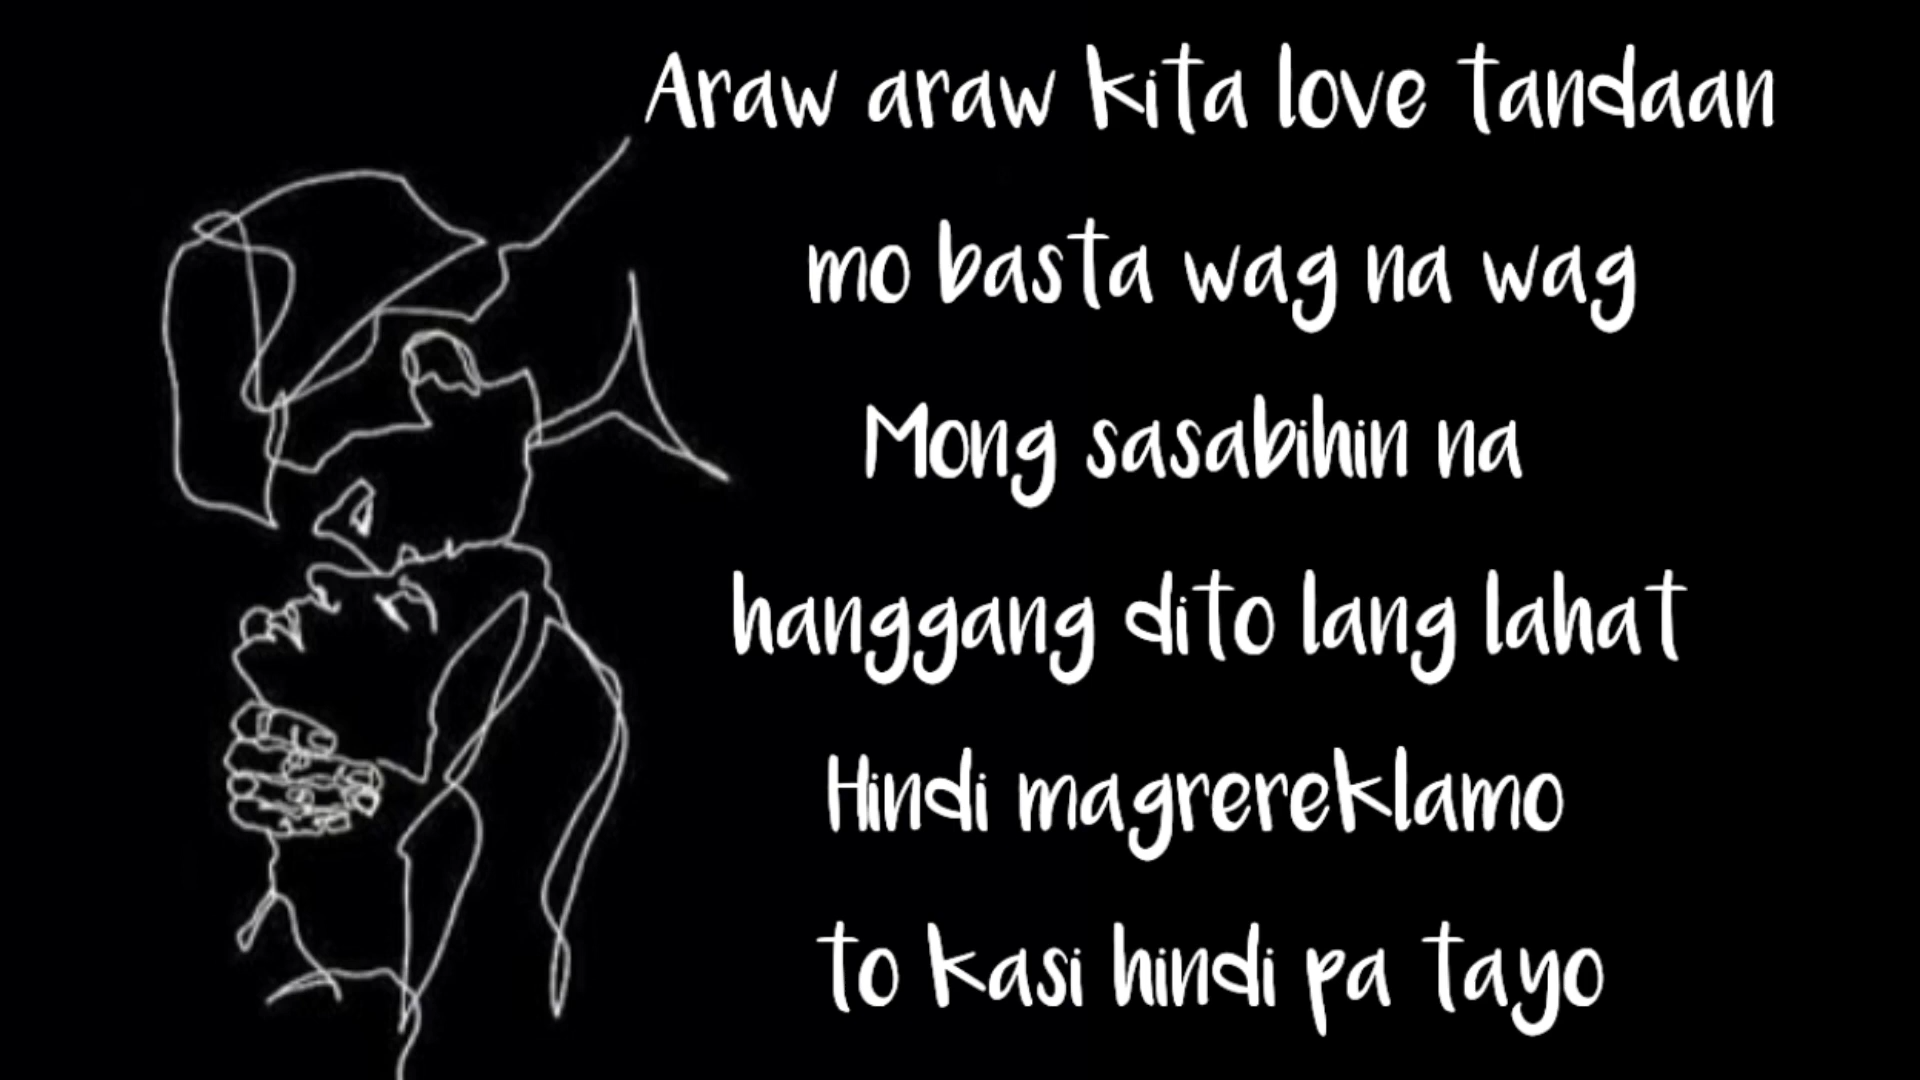 Araw araw kita love tandaan
mo basta wag na wag
Mong sasabihin na
hanggang dito lang lahat
Hindi magrereklamo
to kasi hindi pa tayo